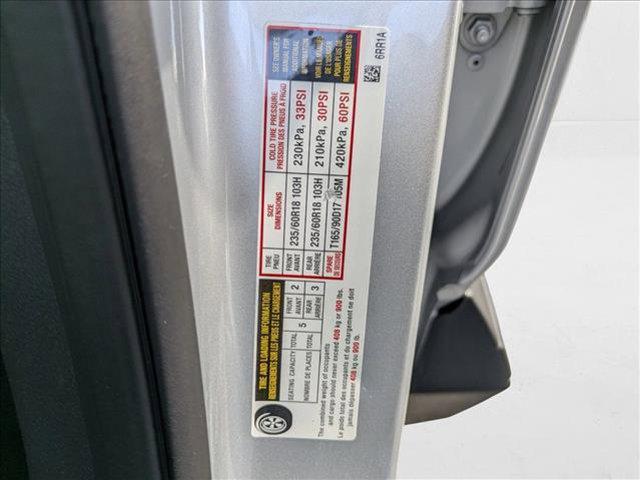 TIRE AND LOADING INFORMATION
RENSEIGNEMENTS SUR LES PNEUS ET LE CHARGEMENT
SEATING CAPACITY TOTAL 5 FRONT 2
NOMBRE DE PLACES TOTAL AVANT
REAR 3
ARRIÈRE
The combined weight of occupants
and cargo should never exceed 408 kg or 900 lbs.
Le poids total des occupants et du chargement ne doit
jamais dépasser 408 kg ou 900 lb.
TIRE SIZE COLD TIRE PRESSURE
PNEU DIMENSIONS PRESSION DES PNEUS À FROID
FRONT 235/60R18 103H 230kPa, 33PSI
AVANT
REAR 235/60R18 103H 210kPa, 30PSI
ARRIÈRE
SPARE T165/90D17 105M 420kPa, 60PSI
DE SECOURS
SEE OWNER'S
MANUAL FOR
ADDITIONAL
INFORMATION
VOIR LE MANUEL
DE L'USAGER
POUR PLUS DE
RENSEIGNEMENTS
6RR1A